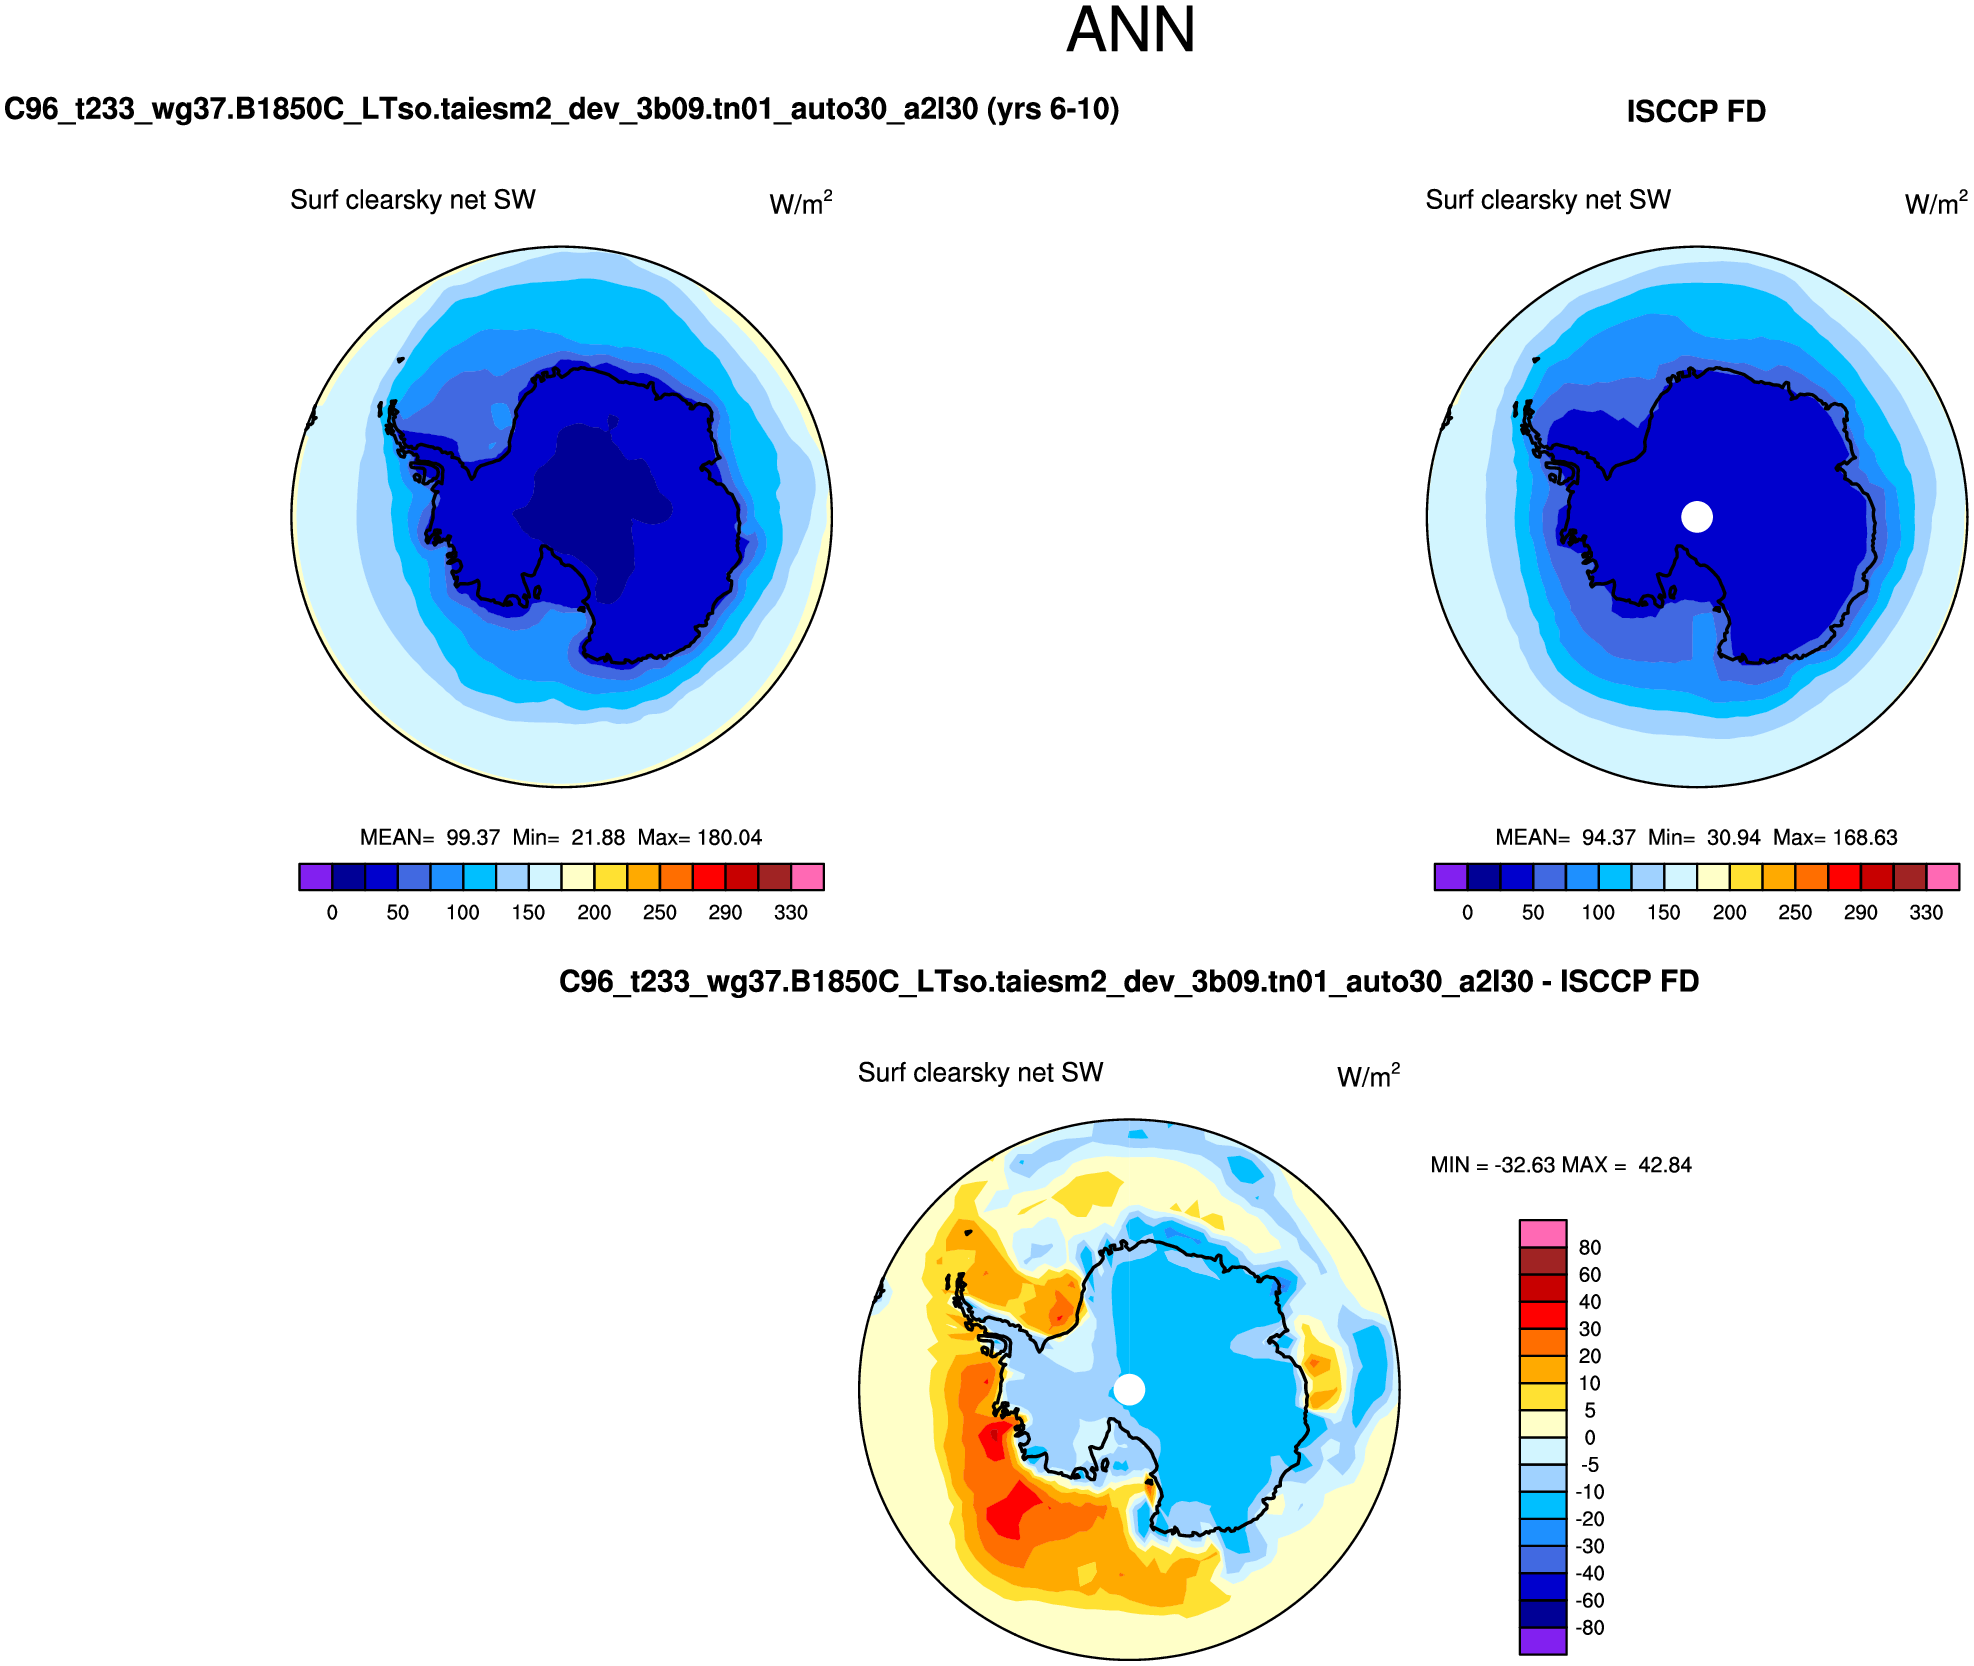 ANN
C96_t233_wg37.B1850C_LTso.taiesm2_dev_3b09.tn01_auto30_a2l30 (yrs 6-10)
ISCCP FD
Surf clearsky net SW W/m²
Surf clearsky net SW W/m²
MEAN= 99.37 Min= 21.88 Max= 180.04
MEAN= 94.37 Min= 30.94 Max= 168.63
0 50 100 150 200 250 290 330
0 50 100 150 200 250 290 330
C96_t233_wg37.B1850C_LTso.taiesm2_dev_3b09.tn01_auto30_a2l30 - ISCCP FD
Surf clearsky net SW W/m²
MIN = -32.63 MAX = 42.84
80
60
40
30
20
10
5
0
-5
-10
-20
-30
-40
-60
-80